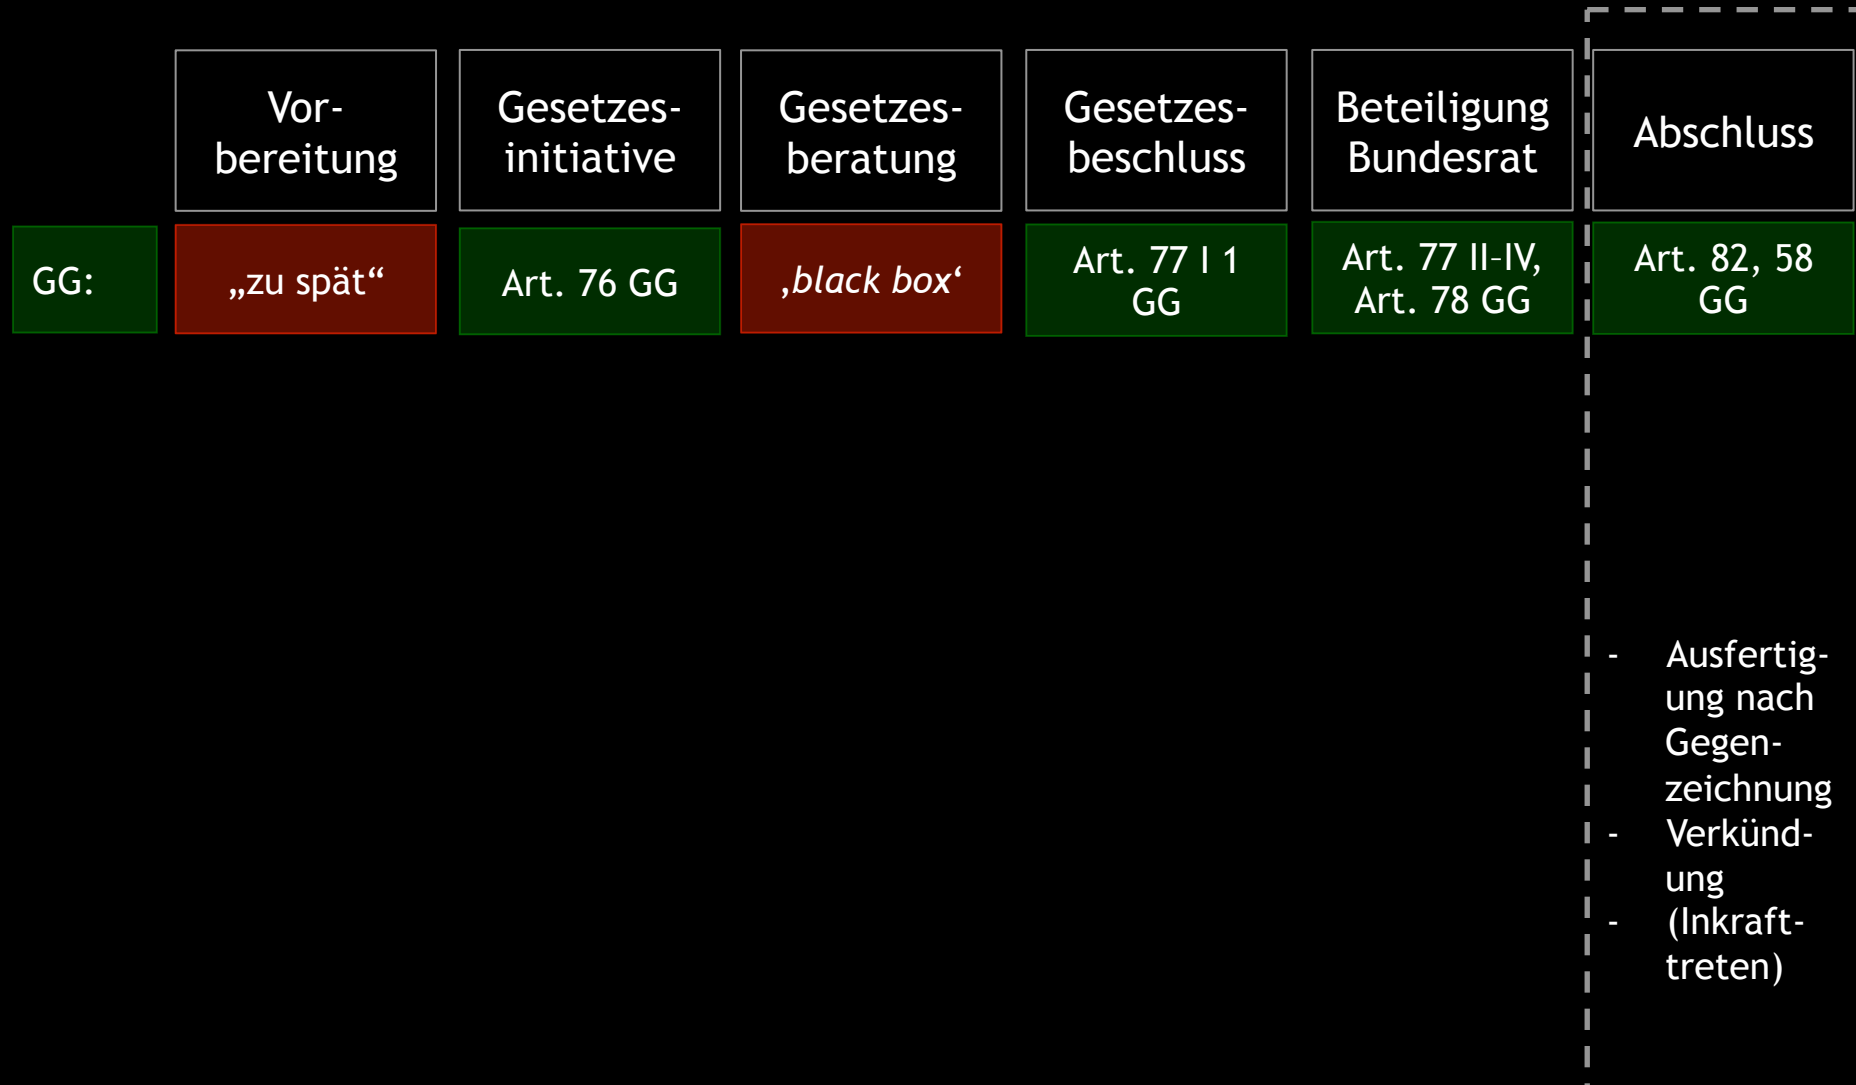 Vor-
bereitung
Gesetzes-
initiative
Gesetzes-
beratung
Gesetzes-
beschluss
Beteiligung
Bundesrat
Abschluss
GG:
„zu spät“
Art. 76 GG
‚black box‘
Art. 77 I 1
GG
Art. 77 II-IV,
Art. 78 GG
Art. 82, 58
GG
- Ausfertig-
ung nach
Gegen-
zeichnung
- Verkünd-
ung
- (Inkraft-
treten)